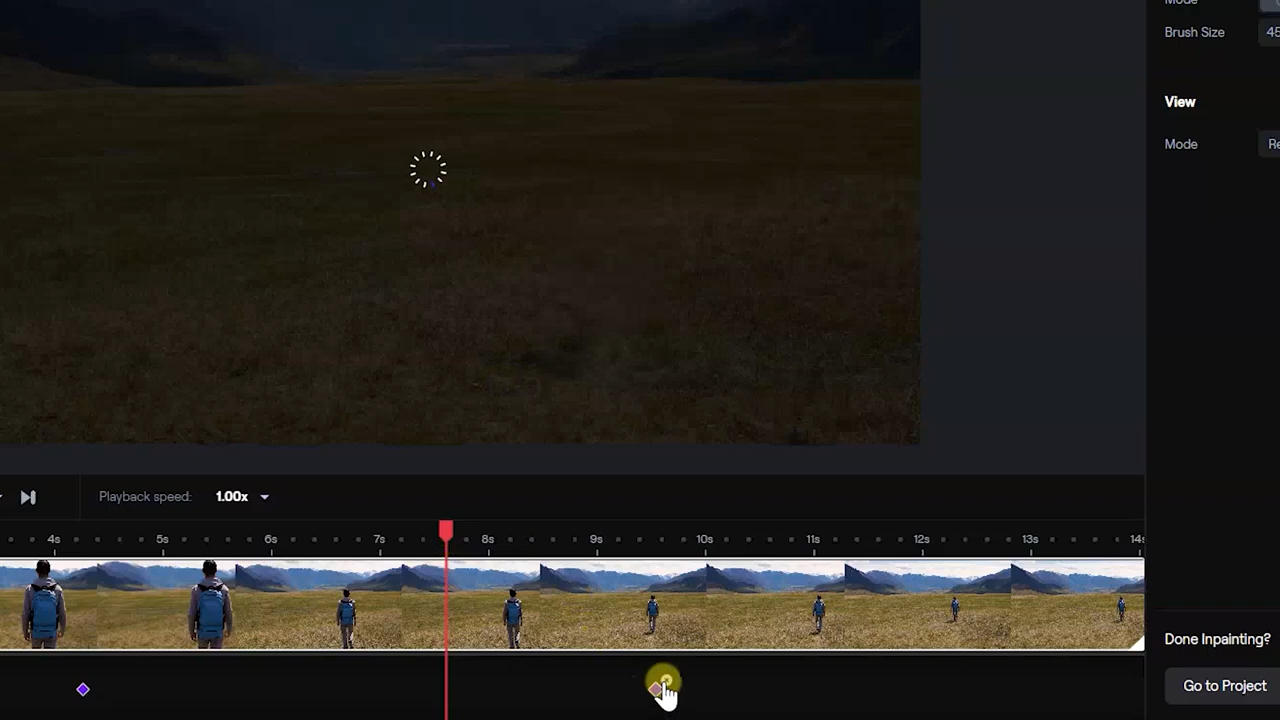 Mode
Brush Size 45
View
Mode Re
Playback speed: 1.00x
4s 5s 6s 7s 8s 9s 10s 11s 12s 13s 14s
Done Inpainting?
Go to Project